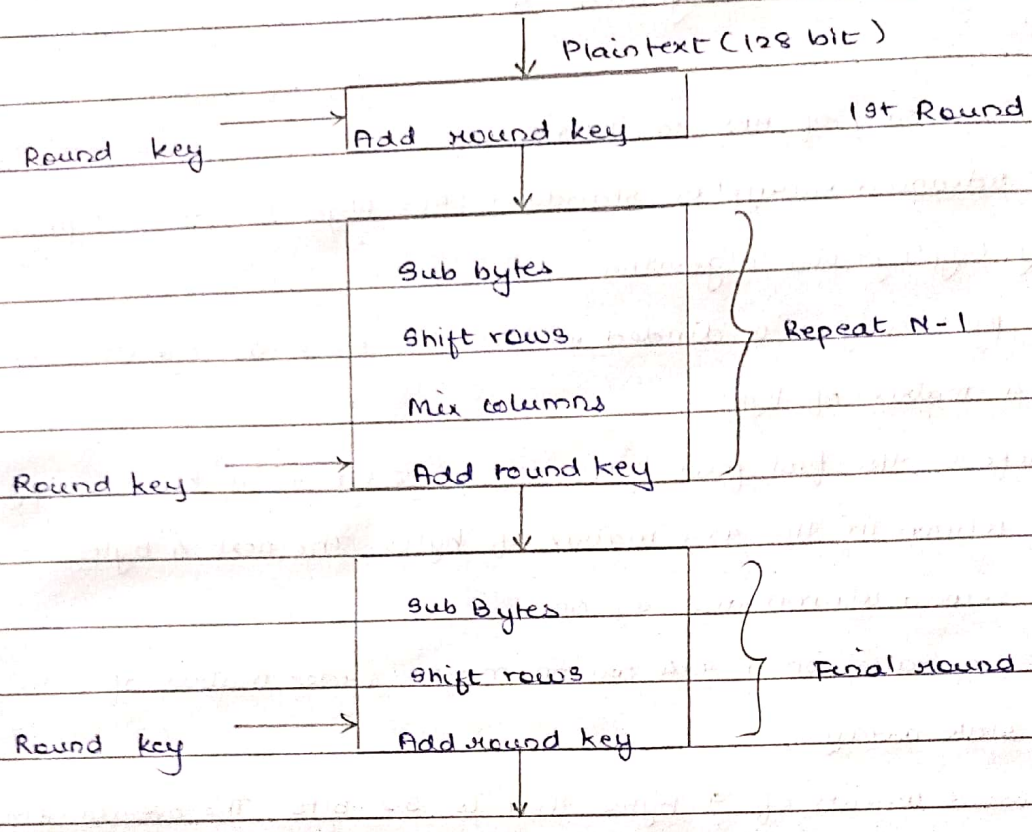 Plaintext (128 bit)
1st Round
Round key
Add round key
Sub bytes
Shift rows
Repeat N-1
Mix columns
Round key
Add round key
Sub Bytes
Shift rows
Final round
Round key
Add round key